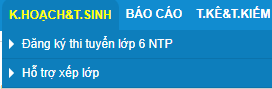 K.HOẠCH&T.SINH BÁO CÁO T.KÊ&T.KIẾM
Đăng ký thi tuyển lớp 6 NTP
Hỗ trợ xếp lớp